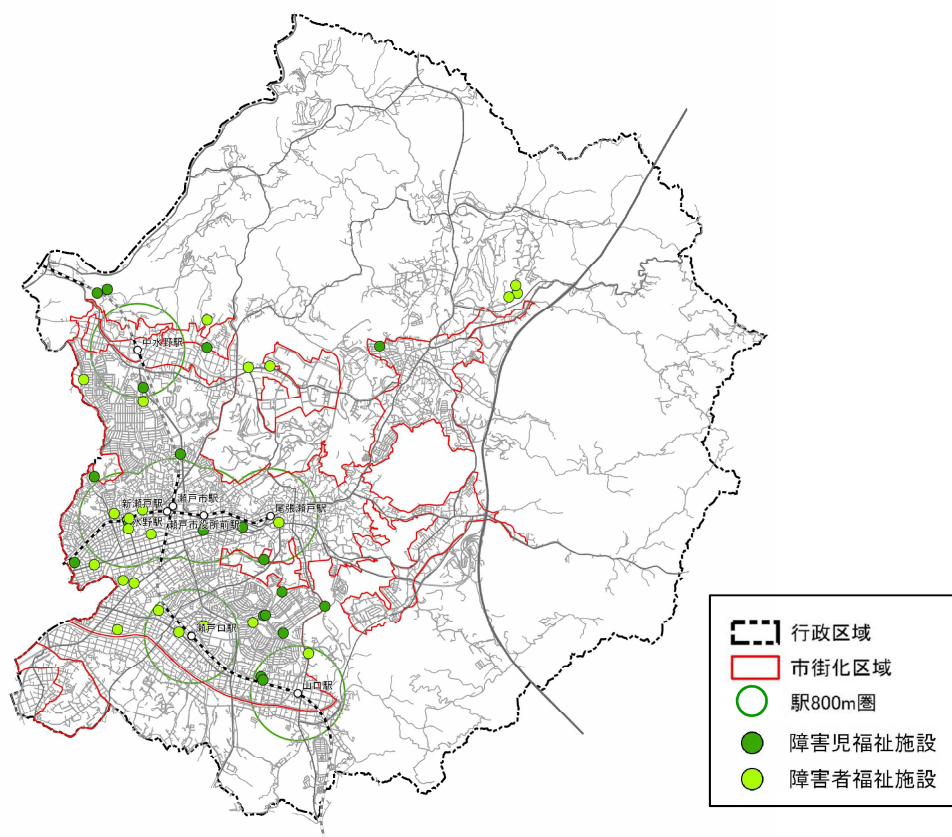 中水野駅
瀬戸市駅
新瀬戸駅
尾張瀬戸駅
水野駅
瀬戸市役所前駅
瀬戸口駅
山口駅
行政区域
市街化区域
駅800m圏
障害児福祉施設
障害者福祉施設